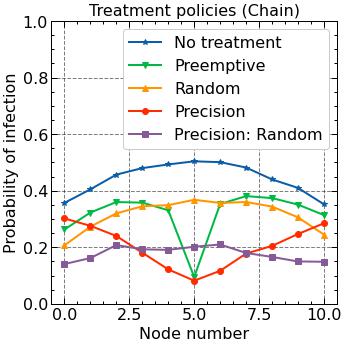 Treatment policies (Chain)
Probability of infection
1.0
0.8
0.6
0.4
0.2
0.0
No treatment
Preemptive
Random
Precision
Precision: Random
0.0 2.5 5.0 7.5 10.0
Node number